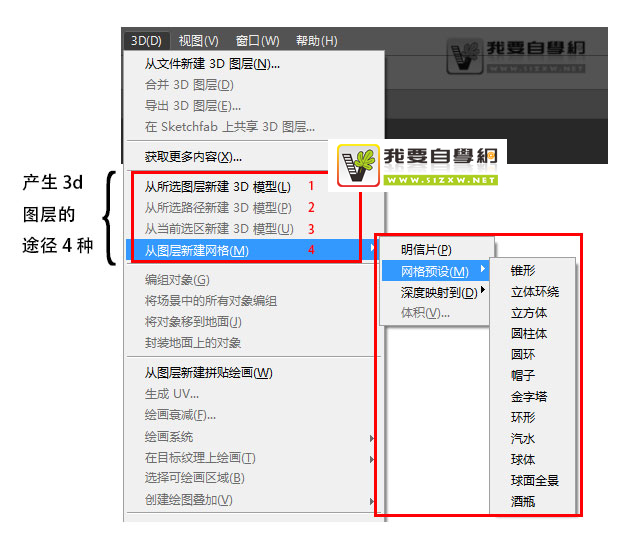 3D(D) 视图(V) 窗口(W) 帮助(H)
我要自學網
WWW.51ZXW.NET
从文件新建 3D 图层(N)...
合并 3D 图层(D)
导出 3D 图层(E)...
在 Sketchfab 上共享 3D 图层...
获取更多内容(X)...
我要自學網
WWW.51ZXW.NET
产生 3d
图层的
途径 4 种
从所选图层新建 3D 模型(L) 1
从所选路径新建 3D 模型(P) 2
从当前选区新建 3D 模型(U) 3
从图层新建网格(M) 4
编组对象(G)
将场景中的所有对象编组
将对象移到地面(J)
封装地面上的对象
从图层新建拼贴绘画(W)
生成 UV...
绘画衰减(F)...
绘画系统
在目标纹理上绘画(T)
选择可绘画区域(B)
创建绘图叠加(V)
明信片(P)
网格预设(M)
深度映射到(D)
体积(V)...
锥形
立体环绕
立方体
圆柱体
圆环
帽子
金字塔
环形
汽水
球体
球面全景
酒瓶